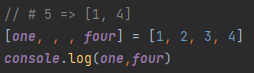 // # 5 => [1, 4]
[one, , , four] = [1, 2, 3, 4]
console.log(one,four)